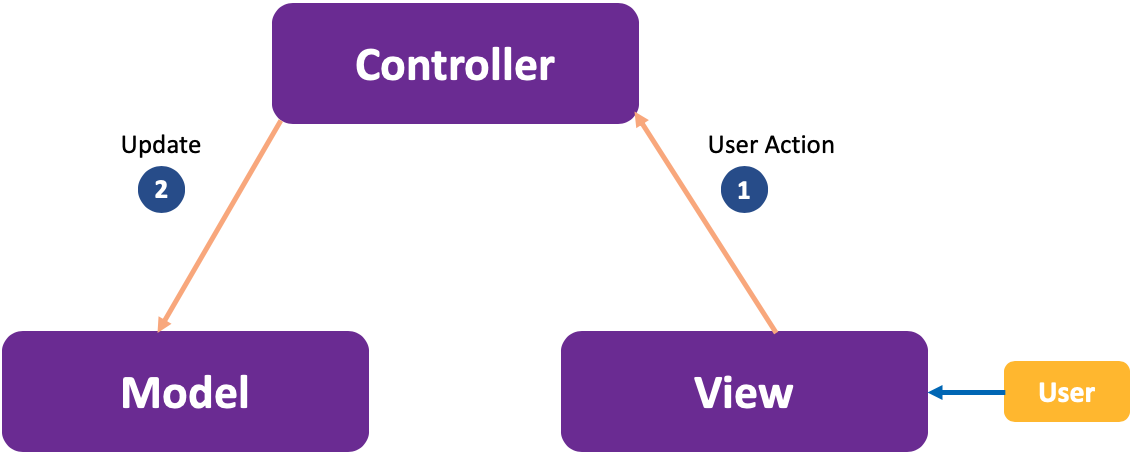 Controller
Update
User Action
2
1
Model
View
User